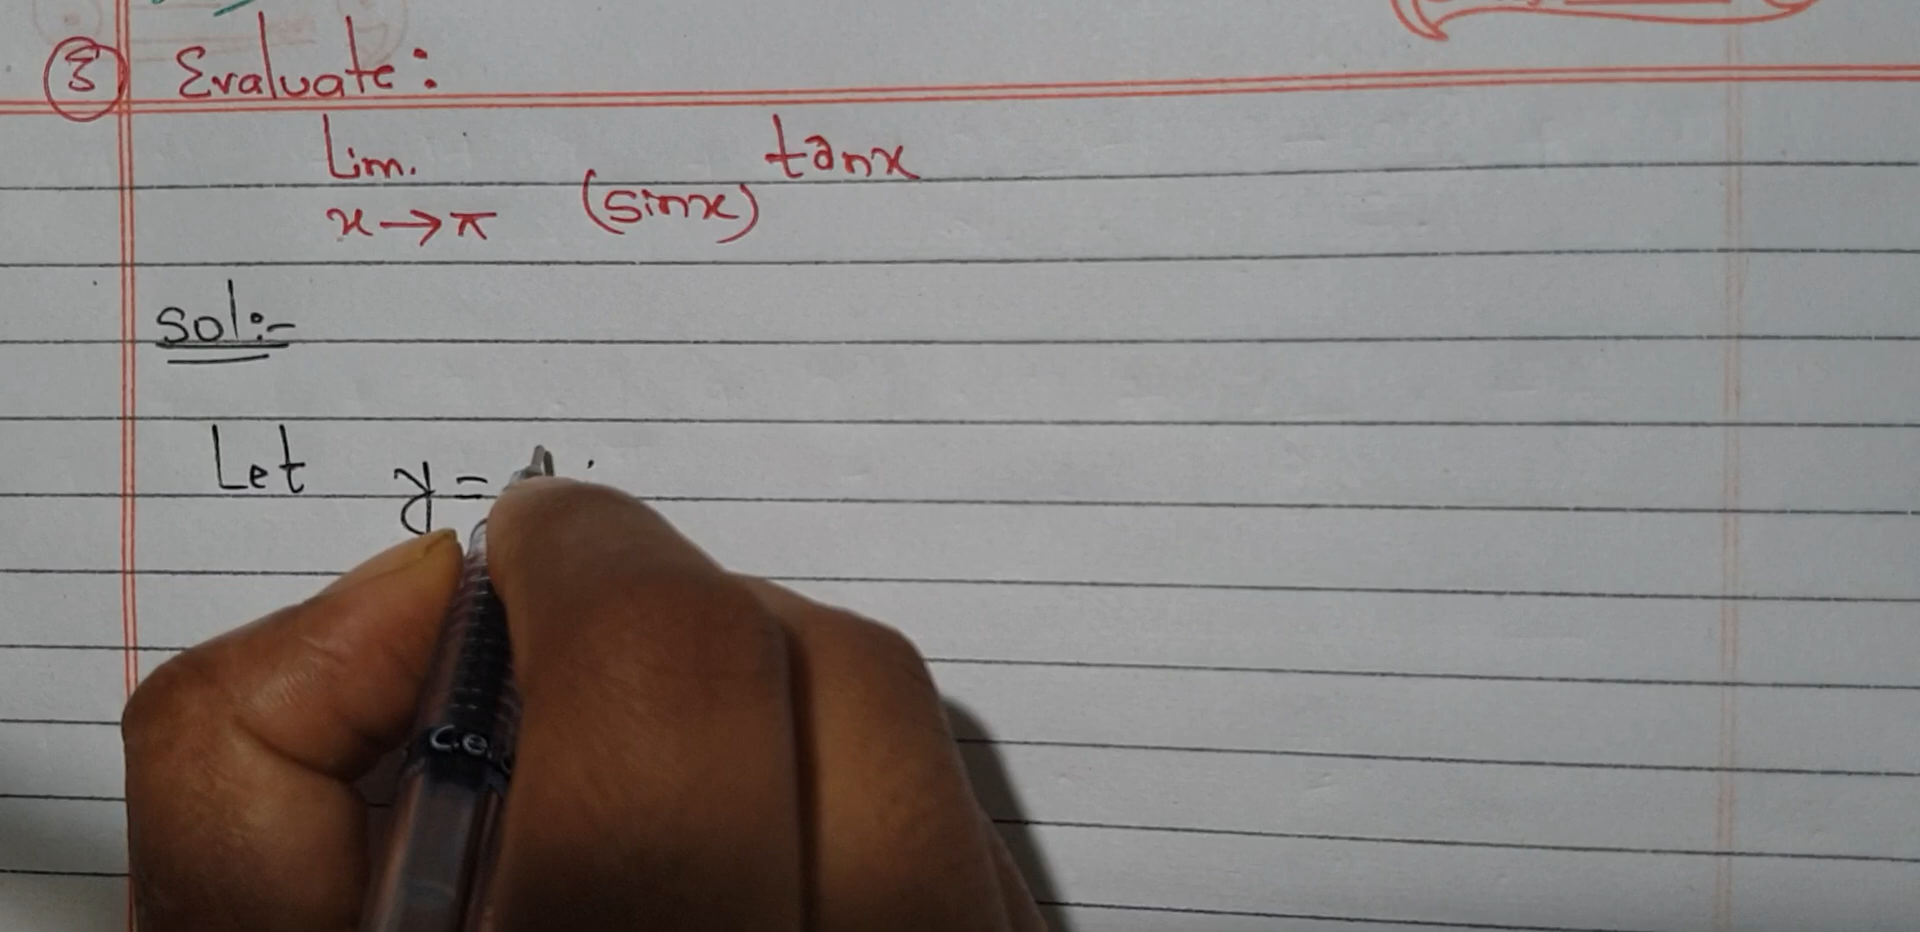 ③ Evaluate:
Lim. x→π (sinx)^tanx
Sol:-
Let y =
C.e.